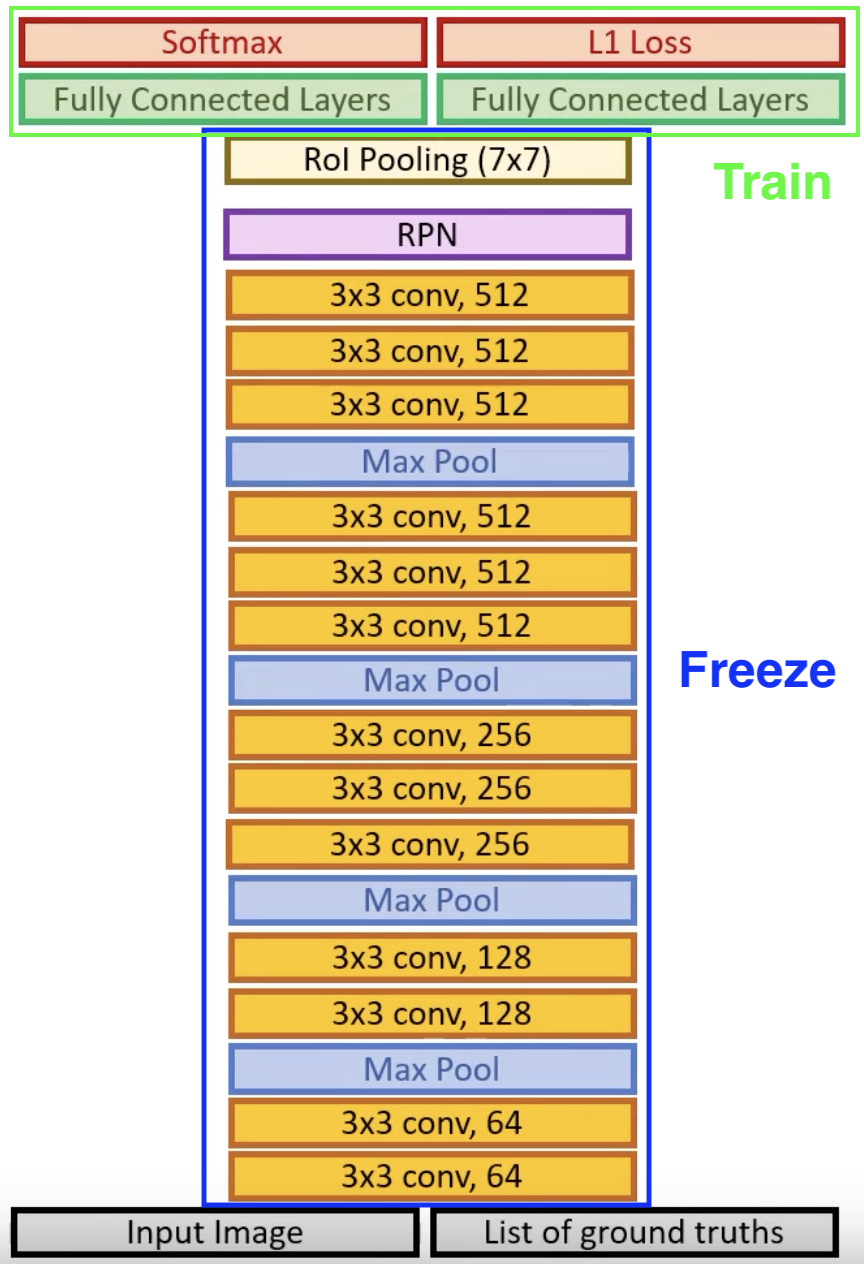 Softmax
L1 Loss
Fully Connected Layers
Fully Connected Layers
RoI Pooling (7x7)
Train
RPN
3x3 conv, 512
3x3 conv, 512
3x3 conv, 512
Max Pool
3x3 conv, 512
3x3 conv, 512
3x3 conv, 512
Freeze
Max Pool
3x3 conv, 256
3x3 conv, 256
3x3 conv, 256
Max Pool
3x3 conv, 128
3x3 conv, 128
Max Pool
3x3 conv, 64
3x3 conv, 64
Input Image
List of ground truths